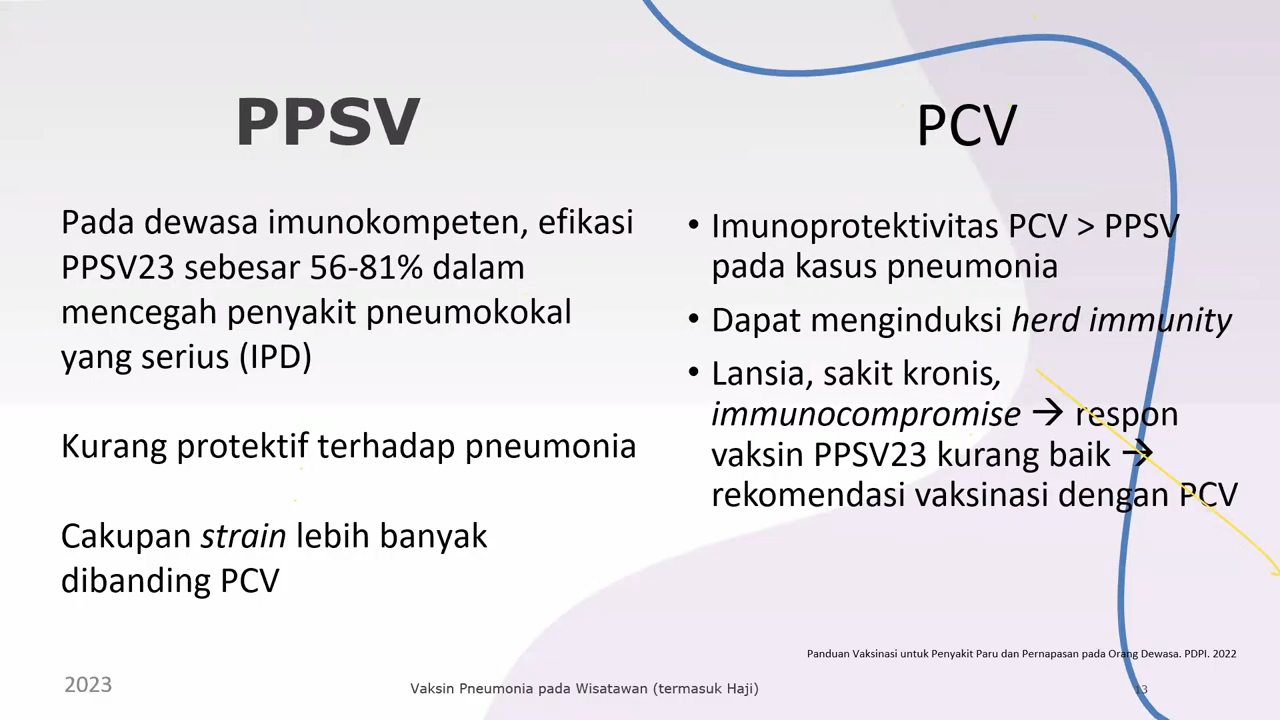 PPSV
Pada dewasa imunokompeten, efikasi
PPSV23 sebesar 56-81% dalam
mencegah penyakit pneumokokal
yang serius (IPD)
Kurang protektif terhadap pneumonia
Cakupan strain lebih banyak
dibanding PCV
PCV
• Imunoprotektivitas PCV > PPSV
pada kasus pneumonia
• Dapat menginduksi herd immunity
• Lansia, sakit kronis,
immunocompromise → respon
vaksin PPSV23 kurang baik →
rekomendasi vaksinasi dengan PCV
Panduan Vaksinasi untuk Penyakit Paru dan Pernapasan pada Orang Dewasa. PDPI. 2022
2023
Vaksin Pneumonia pada Wisatawan (termasuk Haji)
13